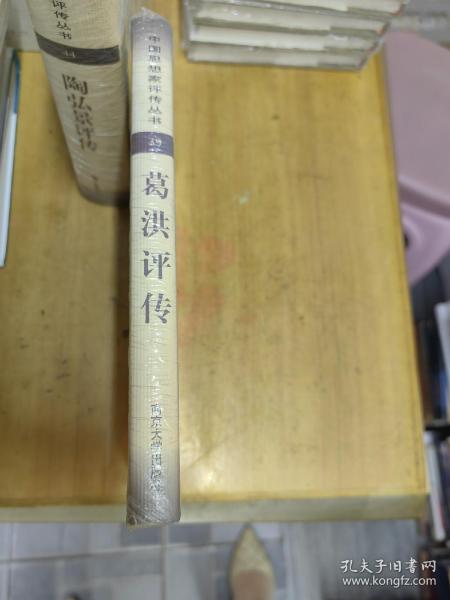 评传丛书
44
陶弘景评传
中国思想家评传丛书
葛洪评传
南京大学出版社
孔夫子旧书网
www.kongfz.com